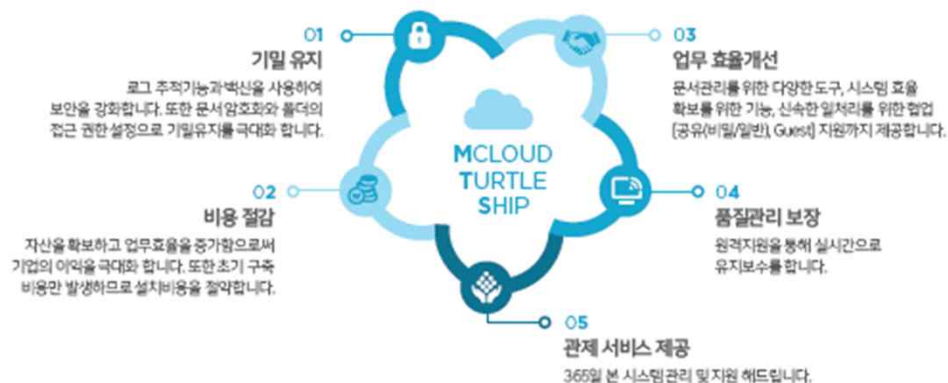 01
기밀 유지
로그 추적기능과 백신을 사용하여
보안을 강화합니다. 또한 문서 암호화와 폴더의
접근 권한 설정으로 기밀유지를 극대화 합니다.
02
비용 절감
자산을 확보하고 업무효율을 증가함으로써
기업의 이익을 극대화 합니다. 또한 초기 구축
비용만 발생하므로 설치비용을 절약합니다.
MCLOUD
TURTLE
SHIP
03
업무 효율개선
문서관리를 위한 다양한 도구, 시스템 효율
확보를 위한 기능, 신속한 일처리를 위한 협업
[공유(비밀/일반), Guest] 지원까지 제공합니다.
04
품질관리 보장
원격지원을 통해 실시간으로
유지보수를 합니다.
05
관제 서비스 제공
365일 본 시스템 관리 및 지원 해드립니다.